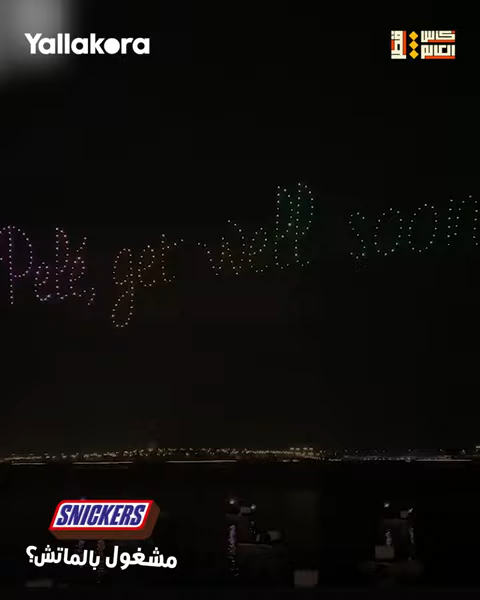 Yallakora
كاس
العالم
Pelé, get well soon
SNICKERS
مشغول بالماتش؟